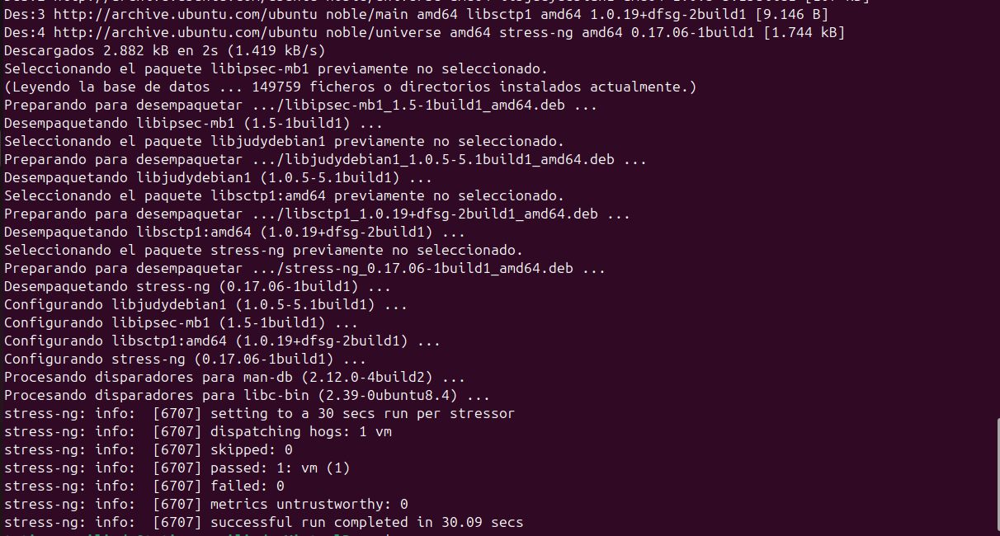 Des:3 http://archive.ubuntu.com/ubuntu noble/main amd64 libsctp1 amd64 1.0.19+dfsg-2build1 [9.146 B]
Des:4 http://archive.ubuntu.com/ubuntu noble/universe amd64 stress-ng amd64 0.17.06-1build1 [1.744 kB]
Descargados 2.882 kB en 2s (1.419 kB/s)
Seleccionando el paquete libipsec-mb1 previamente no seleccionado.
(Leyendo la base de datos ... 149759 ficheros o directorios instalados actualmente.)
Preparando para desempaquetar .../libipsec-mb1_1.5-1build1_amd64.deb ...
Desempaquetando libipsec-mb1 (1.5-1build1) ...
Seleccionando el paquete libjudydebian1 previamente no seleccionado.
Preparando para desempaquetar .../libjudydebian1_1.0.5-5.1build1_amd64.deb ...
Desempaquetando libjudydebian1 (1.0.5-5.1build1) ...
Seleccionando el paquete libsctp1:amd64 previamente no seleccionado.
Preparando para desempaquetar .../libsctp1_1.0.19+dfsg-2build1_amd64.deb ...
Desempaquetando libsctp1:amd64 (1.0.19+dfsg-2build1) ...
Seleccionando el paquete stress-ng previamente no seleccionado.
Preparando para desempaquetar .../stress-ng_0.17.06-1build1_amd64.deb ...
Desempaquetando stress-ng (0.17.06-1build1) ...
Configurando libjudydebian1 (1.0.5-5.1build1) ...
Configurando libipsec-mb1 (1.5-1build1) ...
Configurando libsctp1:amd64 (1.0.19+dfsg-2build1) ...
Configurando stress-ng (0.17.06-1build1) ...
Procesando disparadores para man-db (2.12.0-4build2) ...
Procesando disparadores para libc-bin (2.39-0ubuntu8.4) ...
stress-ng: info:  [6707] setting to a 30 secs run per stressor
stress-ng: info:  [6707] dispatching hogs: 1 vm
stress-ng: info:  [6707] skipped: 0
stress-ng: info:  [6707] passed: 1: vm (1)
stress-ng: info:  [6707] failed: 0
stress-ng: info:  [6707] metrics untrustworthy: 0
stress-ng: info:  [6707] successful run completed in 30.09 secs